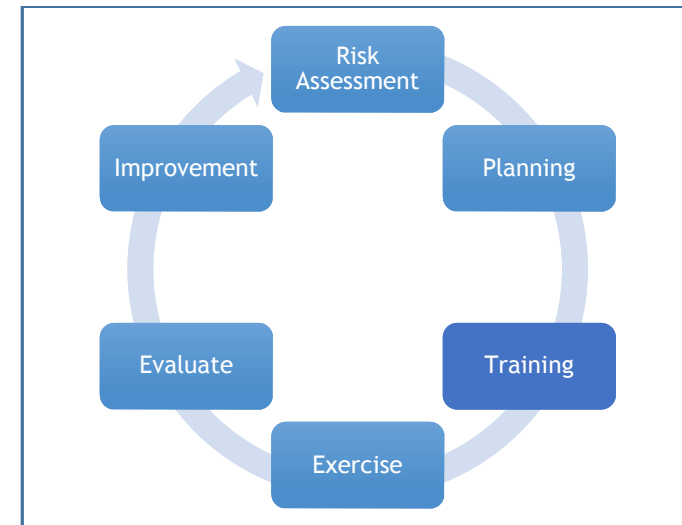 Risk
Assessment
Planning
Training
Exercise
Evaluate
Improvement